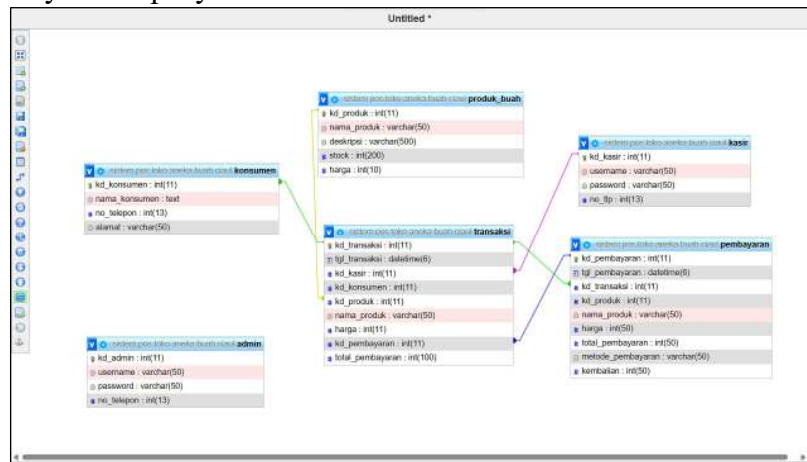 Untitled *
produk_buah
kd_produk : int(11)
nama_produk : varchar(50)
deskripsi : varchar(500)
stock : int(200)
harga : int(10)
kasir
kd_kasir : int(11)
username : varchar(50)
password : varchar(50)
no_tlp : int(13)
konsumen
kd_konsumen : int(11)
nama_konsumen : text
no_telepon : int(13)
alamat : varchar(50)
transaksi
kd_transaksi : int(11)
tgl_transaksi : datetime(6)
kd_kasir : int(11)
kd_konsumen : int(11)
kd_produk : int(11)
nama_produk : varchar(50)
harga : int(11)
kd_pembayaran : int(11)
total_pembayaran : int(100)
pembayaran
kd_pembayaran : int(11)
tgl_pembayaran : datetime(6)
kd_transaksi : int(11)
kd_produk : int(11)
nama_produk : varchar(50)
harga : int(50)
total_pembayaran : int(50)
metode_pembayaran : varchar(50)
kembalian : int(50)
admin
kd_admin : int(11)
username : varchar(50)
password : varchar(50)
no_telepon : int(13)